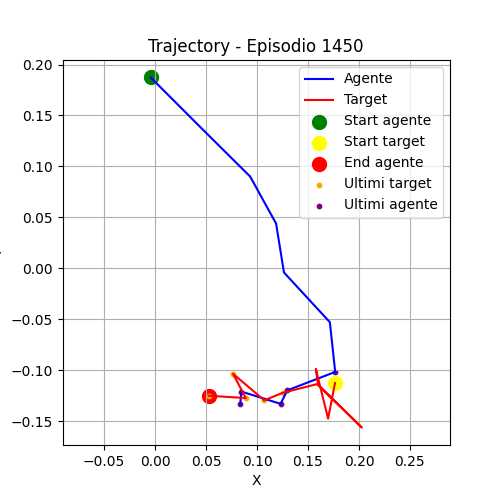 Trajectory - Episodio 1450
Agente
Target
Start agente
Start target
End agente
Ultimi target
Ultimi agente
0.20
0.15
0.10
0.05
0.00
−0.05
−0.10
−0.15
−0.05
0.00
0.05
0.10
0.15
0.20
0.25
X